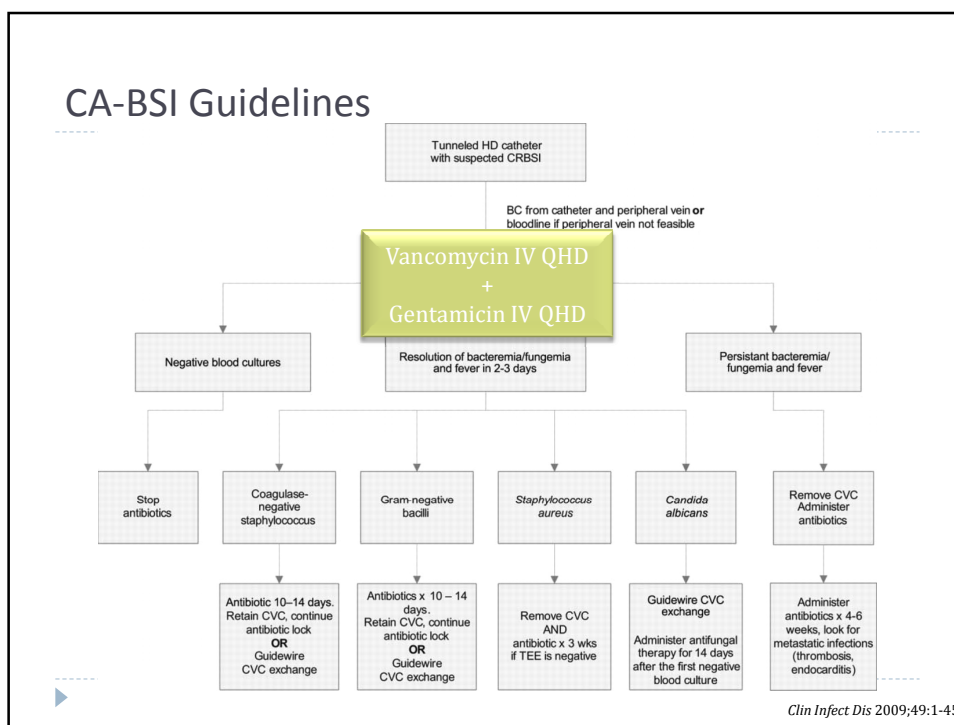 CA-BSI Guidelines
Tunneled HD catheter
with suspected CRBSI
BC from catheter and peripheral vein or
bloodline if peripheral vein not feasible
Vancomycin IV QHD
+
Gentamicin IV QHD
Negative blood cultures
Resolution of bacteremia/fungemia
and fever in 2-3 days
Persistant bacteremia/
fungemia and fever
Stop
antibiotics
Coagulase-
negative
staphylococcus
Gram-negative
bacilli
Staphylococcus
aureus
Candida
albicans
Remove CVC
Administer
antibiotics
Antibiotic 10–14 days.
Retain CVC, continue
antibiotic lock
OR
Guidewire
CVC exchange
Antibiotics x 10 – 14
days.
Retain CVC, continue
antibiotic lock
OR
Guidewire
CVC exchange
Remove CVC
AND
antibiotic x 3 wks
if TEE is negative
Guidewire CVC
exchange
Administer antifungal
therapy for 14 days
after the first negative
blood culture
Administer
antibiotics x 4-6
weeks, look for
metastatic infections
(thrombosis,
endocarditis)
Clin Infect Dis 2009;49:1-45